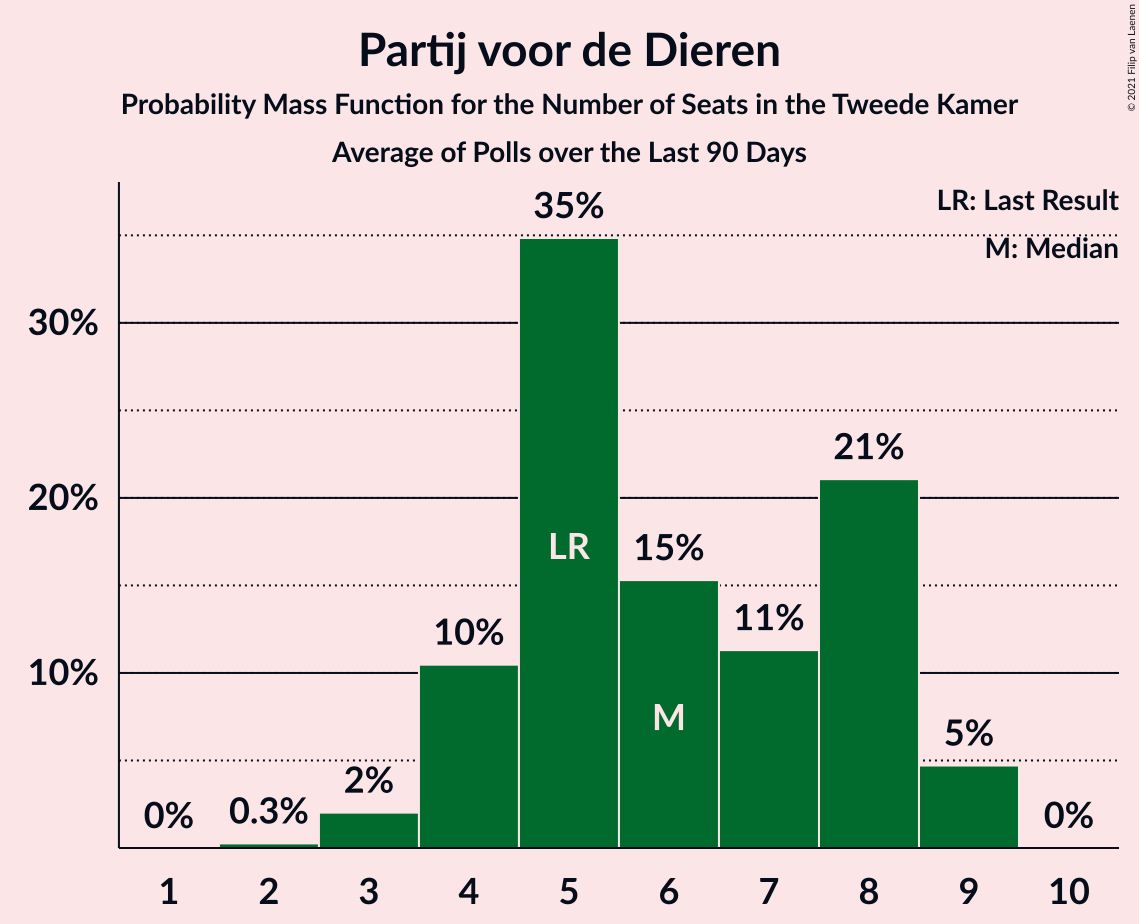 Partij voor de Dieren
Probability Mass Function for the Number of Seats in the Tweede Kamer
Average of Polls over the Last 90 Days
© 2021 Filip van Laenen
LR: Last Result
M: Median
35%
30%
21%
20%
LR
15%
11%
10%
10%
M
5%
2%
0%
0.3%
0%
1 2 3 4 5 6 7 8 9 10